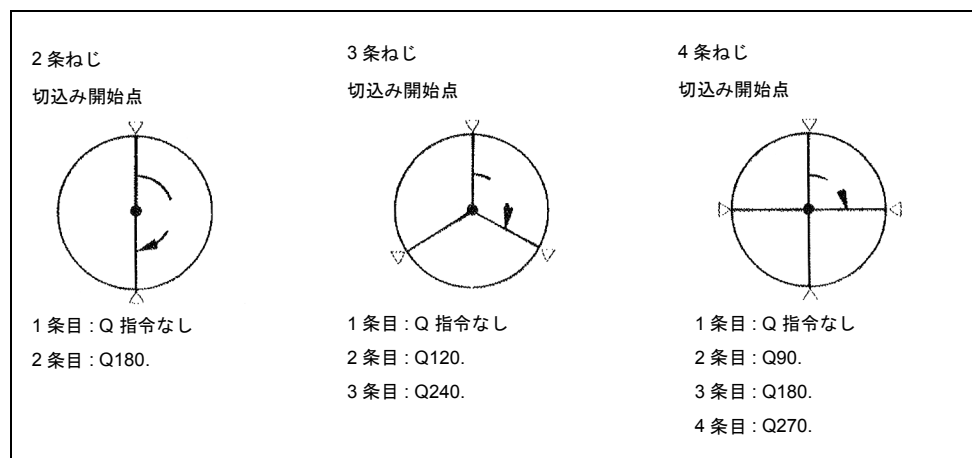 2 条ねじ
切込み開始点
1 条目 : Q 指令なし
2 条目 : Q180.
3 条ねじ
切込み開始点
1 条目 : Q 指令なし
2 条目 : Q120.
3 条目 : Q240.
4 条ねじ
切込み開始点
1 条目 : Q 指令なし
2 条目 : Q90.
3 条目 : Q180.
4 条目 : Q270.